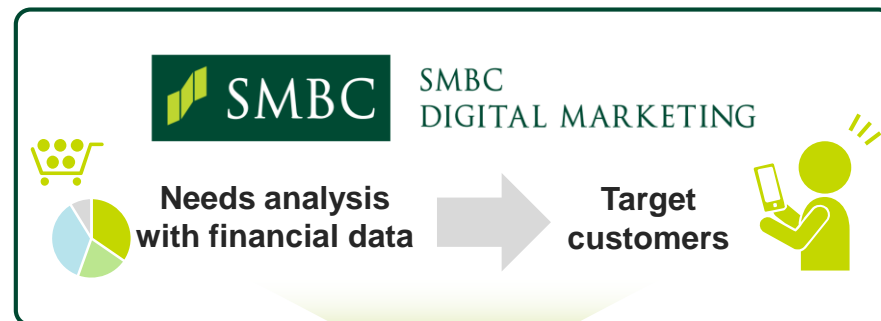 SMBC
SMBC
DIGITAL MARKETING
Needs analysis
with financial data
Target
customers